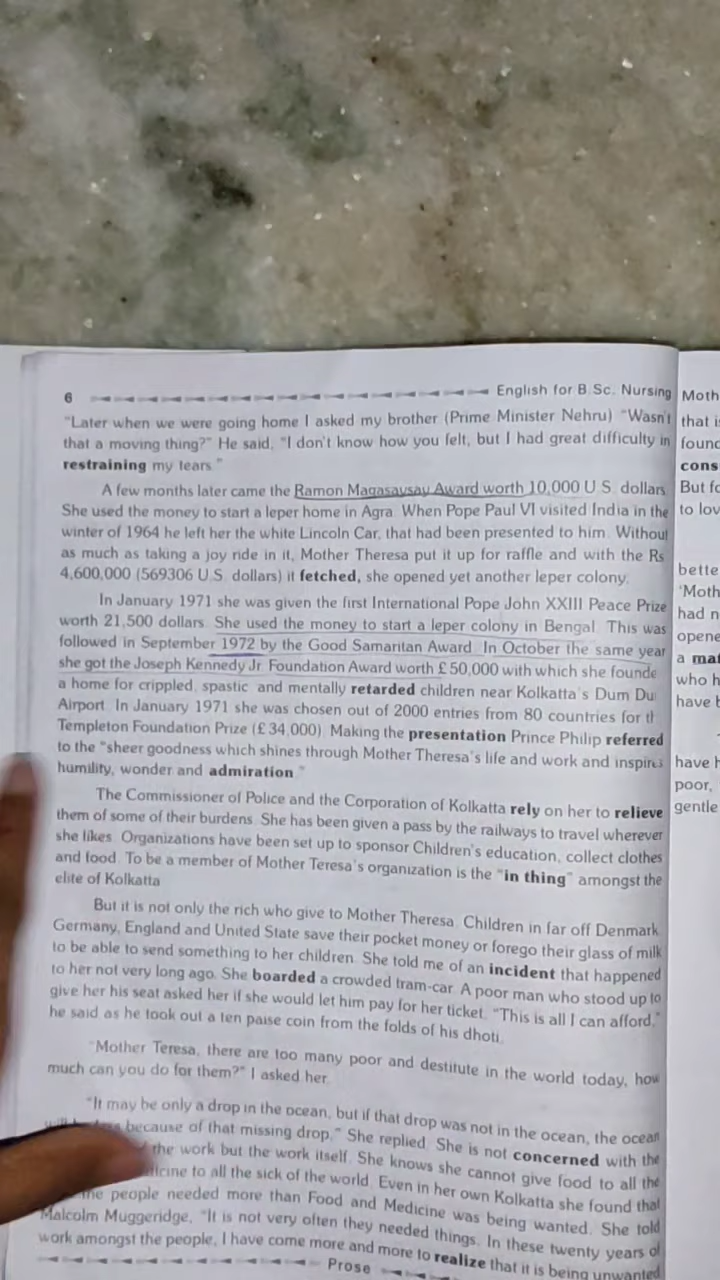 6 English for B.Sc. Nursing
"Later when we were going home I asked my brother (Prime Minister Nehru) "Wasn't
that a moving thing?" He said, "I don't know how you felt, but I had great difficulty in
restraining my tears."
A few months later came the Ramon Magasaysay Award worth 10,000 U.S. dollars.
She used the money to start a leper home in Agra. When Pope Paul VI visited India in the
winter of 1964 he left her the white Lincoln Car, that had been presented to him. Without
as much as taking a joy ride in it, Mother Theresa put it up for raffle and with the Rs
4,600,000 (569306 U.S. dollars) it fetched, she opened yet another leper colony.
In January 1971 she was given the first International Pope John XXIII Peace Prize
worth 21,500 dollars. She used the money to start a leper colony in Bengal. This was
followed in September 1972 by the Good Samaritan Award. In October the same year
she got the Joseph Kennedy Jr. Foundation Award worth £ 50,000 with which she founde
a home for crippled, spastic and mentally retarded children near Kolkatta's Dum Du
Airport. In January 1971 she was chosen out of 2000 entries from 80 countries for th
Templeton Foundation Prize (£ 34,000). Making the presentation Prince Philip referred
to the "sheer goodness which shines through Mother Theresa's life and work and inspires
humility, wonder and admiration."
The Commissioner of Police and the Corporation of Kolkatta rely on her to relieve
them of some of their burdens. She has been given a pass by the railways to travel wherever
she likes. Organizations have been set up to sponsor Children's education, collect clothes
and food. To be a member of Mother Teresa's organization is the "in thing" amongst the
elite of Kolkatta.
But it is not only the rich who give to Mother Theresa. Children in far off Denmark,
Germany, England and United State save their pocket money or forego their glass of milk
to be able to send something to her children. She told me of an incident that happened
to her not very long ago. She boarded a crowded tram-car. A poor man who stood up to
give her his seat asked her if she would let him pay for her ticket. "This is all I can afford,"
he said as he took out a ten paise coin from the folds of his dhoti.
"Mother Teresa, there are too many poor and destitute in the world today, how
much can you do for them?" I asked her.
"It may be only a drop in the ocean, but if that drop was not in the ocean, the ocean
because of that missing drop." She replied. She is not concerned with the
the work but the work itself. She knows she cannot give food to all the
to all the sick of the world. Even in her own Kolkatta she found that
the people needed more than Food and Medicine was being wanted. She told
Malcolm Muggeridge, "It is not very often they needed things. In these twenty years of
work amongst the people, I have come more and more to realize that it is being unwanted
Prose
Moth
that i
found
cons
But fo
to lov
bette
'Moth
had n
opene
a mat
who h
have b
have h
poor,
gentle